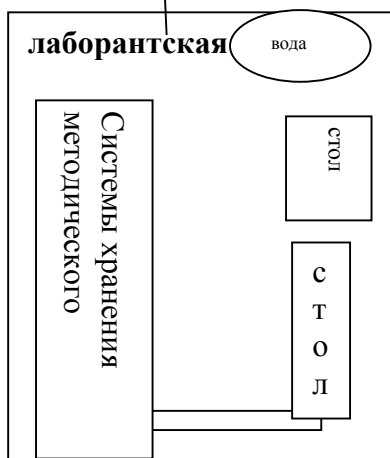 лаборантская
вода
Системы хранения
методического
стол
с
т
о
л